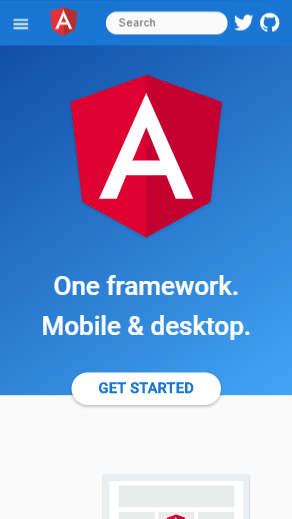 Search
One framework.
Mobile & desktop.
GET STARTED